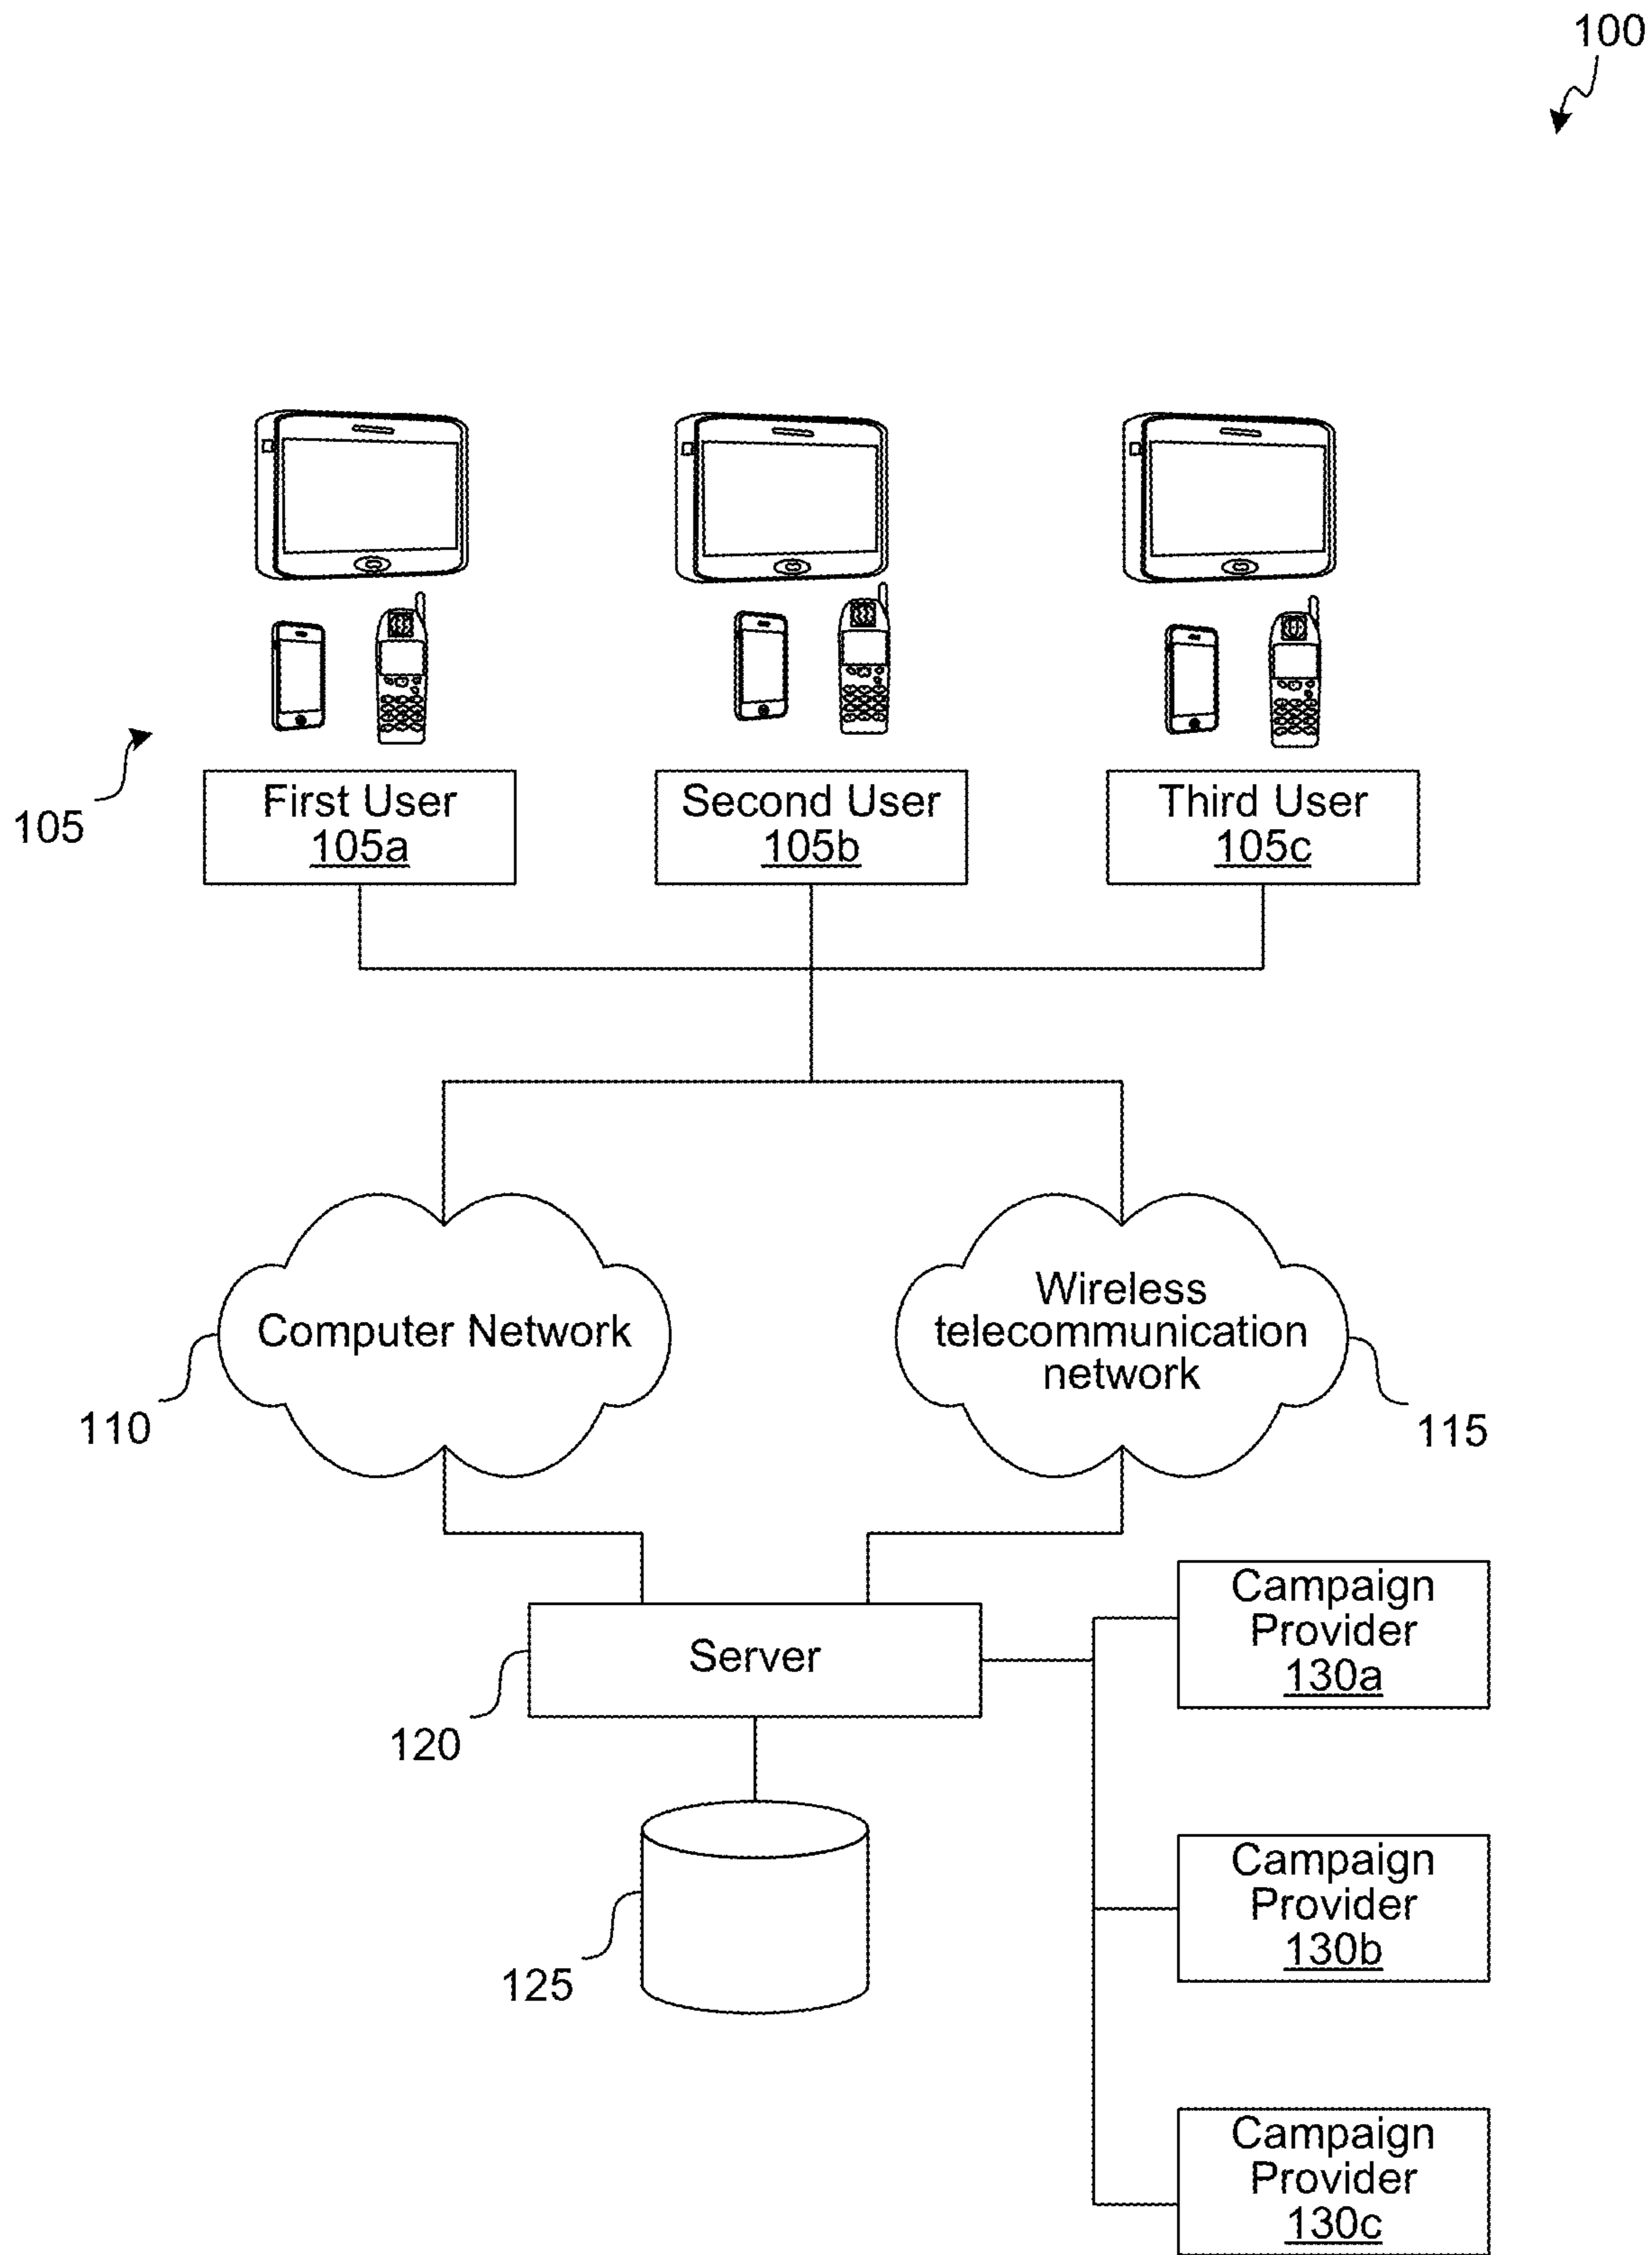 100
105
First User
105a
Second User
105b
Third User
105c
Computer Network
110
Wireless
telecommunication
network
115
Server
120
125
Campaign
Provider
130a
Campaign
Provider
130b
Campaign
Provider
130c